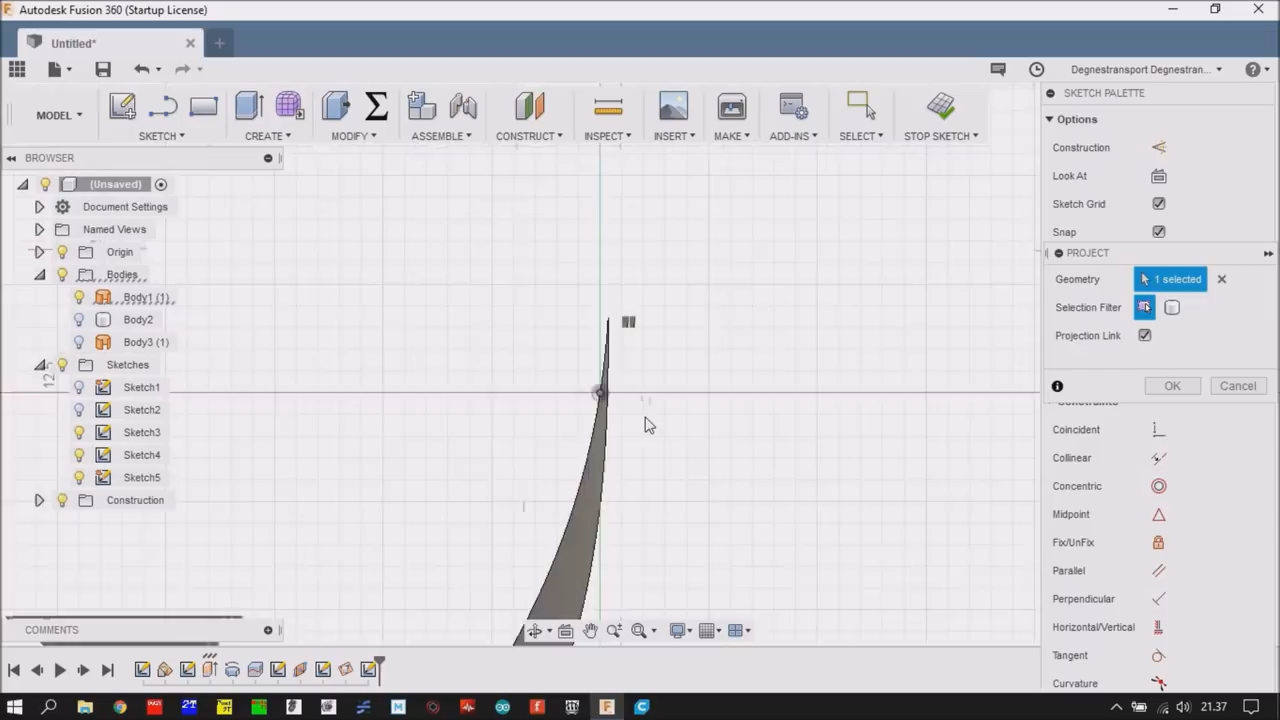 Autodesk Fusion 360 (Startup License)
Untitled*
Degnestransport Degnestran...
MODEL
SKETCH
CREATE
MODIFY
ASSEMBLE
CONSTRUCT
INSPECT
INSERT
MAKE
ADD-INS
SELECT
STOP SKETCH
SKETCH PALETTE
Options
Construction
Look At
Sketch Grid
Snap
BROWSER
(Unsaved)
Document Settings
Named Views
Origin
Bodies
Body1 (1)
Body2
Body3 (1)
Sketches
Sketch1
Sketch2
Sketch3
Sketch4
Sketch5
Construction
PROJECT
Geometry 1 selected
Selection Filter
Projection Link
OK Cancel
Constraints
Coincident
Collinear
Concentric
Midpoint
Fix/UnFix
Parallel
Perpendicular
Horizontal/Vertical
Tangent
Curvature
COMMENTS
21.37